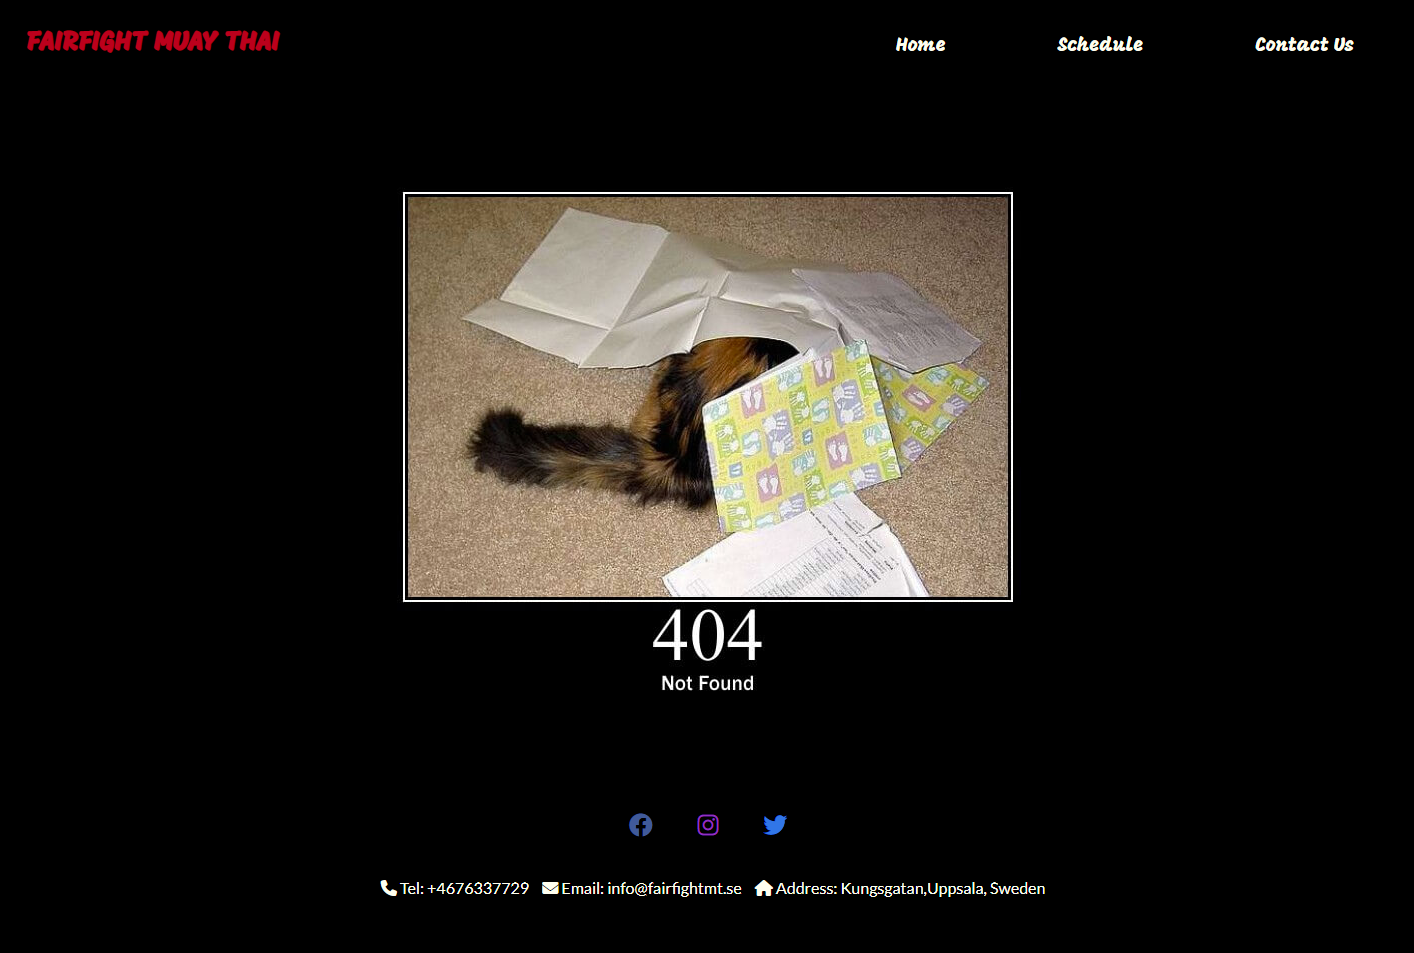 FAIRFIGHT MUAY THAI
Home Schedule Contact Us
404
Not Found
Tel: +4676337729 Email: info@fairfightmt.se Address: Kungsgatan,Uppsala, Sweden